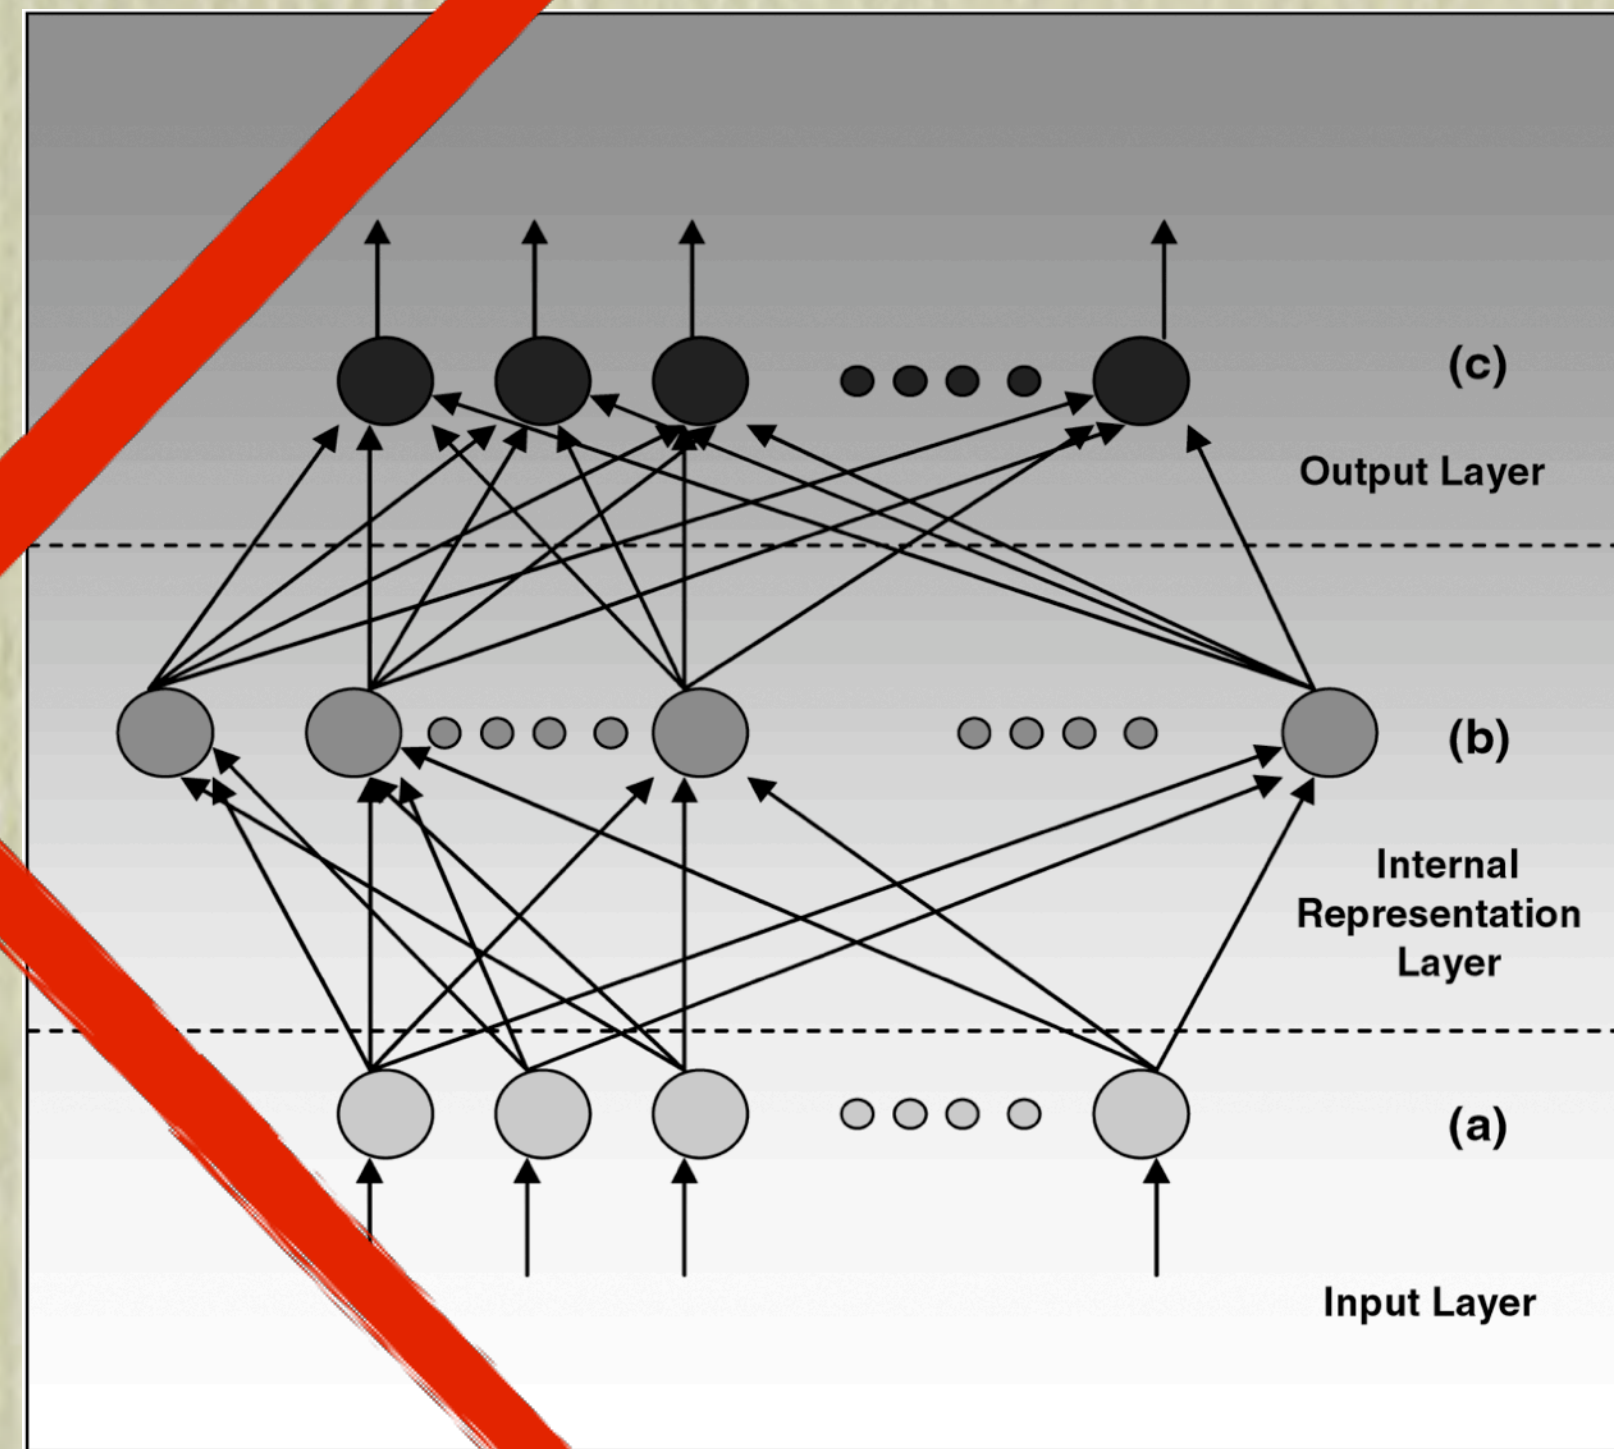 (c)
Output Layer
(b)
Internal
Representation
Layer
(a)
Input Layer